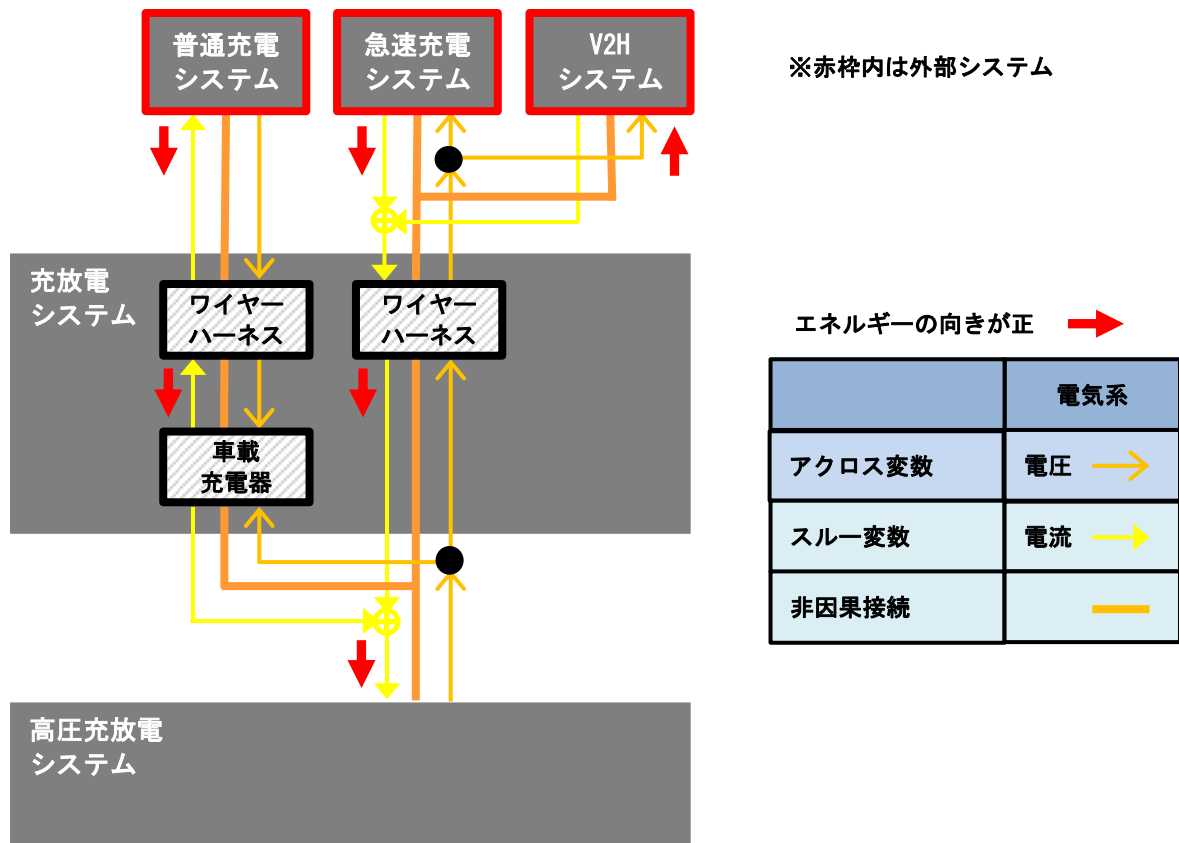 普通充電
システム
急速充電
システム
V2H
システム
※赤枠内は外部システム
充放電
システム
ワイヤー
ハーネス
ワイヤー
ハーネス
車載
充電器
エネルギーの向きが正
電気系
アクロス変数
電圧
スルー変数
電流
非因果接続
高圧充放電
システム